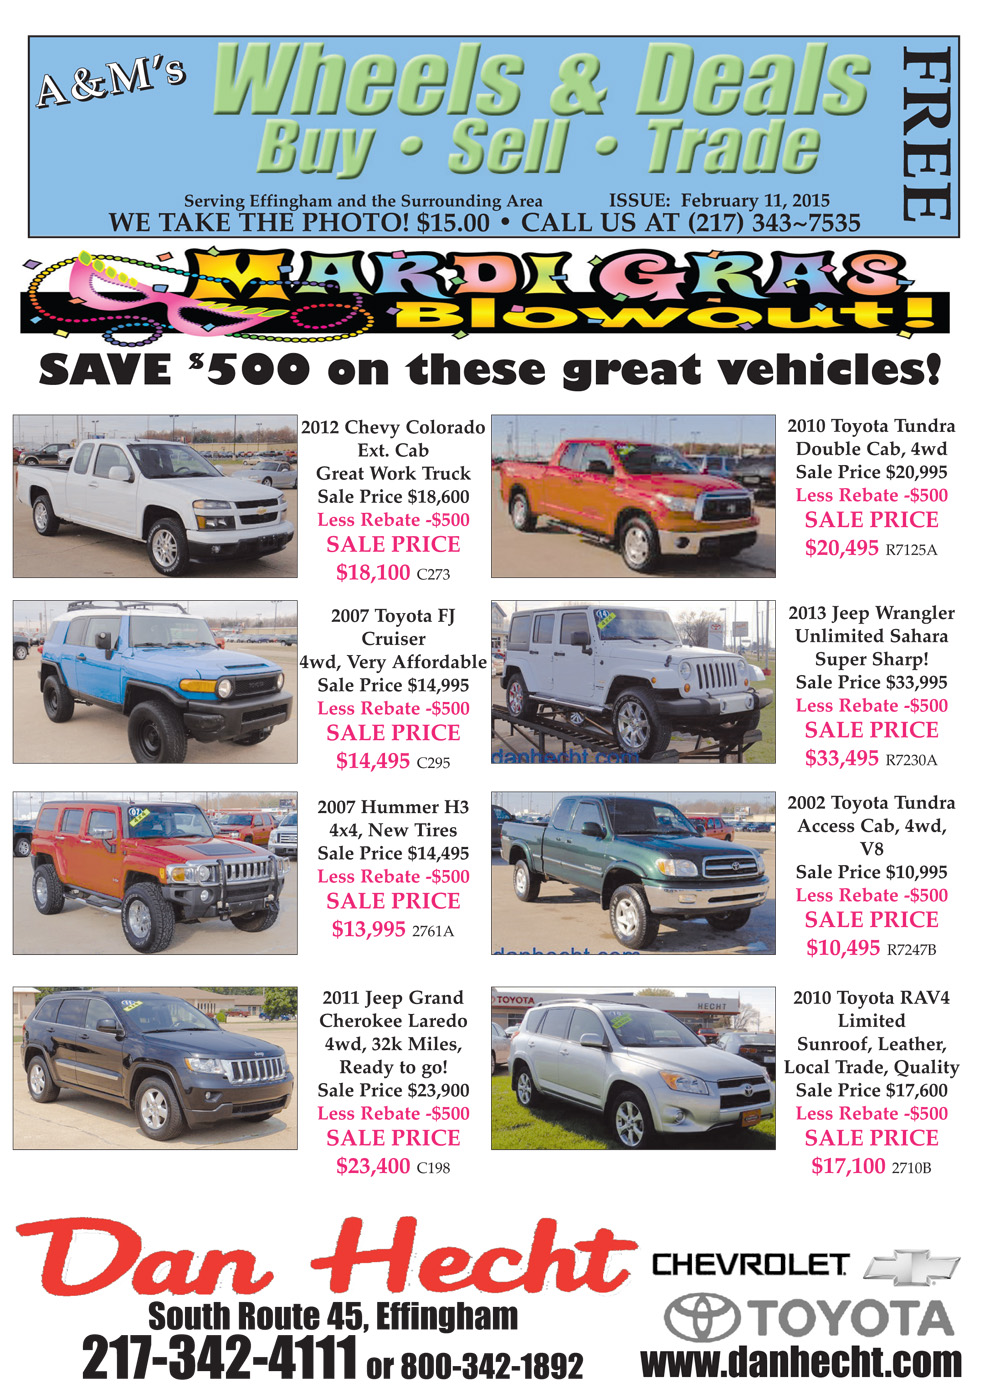 A&M's
Wheels & Deals
Buy • Sell • Trade
FREE
Serving Effingham and the Surrounding Area ISSUE: February 11, 2015
WE TAKE THE PHOTO! $15.00 • CALL US AT (217) 343~7535
MARDI GRAS
Blowout!
SAVE $500 on these great vehicles!
2012 Chevy Colorado
Ext. Cab
Great Work Truck
Sale Price $18,600
Less Rebate -$500
SALE PRICE
$18,100 C273
2010 Toyota Tundra
Double Cab, 4wd
Sale Price $20,995
Less Rebate -$500
SALE PRICE
$20,495 R7125A
2007 Toyota FJ
Cruiser
4wd, Very Affordable
Sale Price $14,995
Less Rebate -$500
SALE PRICE
$14,495 C295
danhecht.com
2013 Jeep Wrangler
Unlimited Sahara
Super Sharp!
Sale Price $33,995
Less Rebate -$500
SALE PRICE
$33,495 R7230A
2007 Hummer H3
4x4, New Tires
Sale Price $14,495
Less Rebate -$500
SALE PRICE
$13,995 2761A
danhecht.com
2002 Toyota Tundra
Access Cab, 4wd,
V8
Sale Price $10,995
Less Rebate -$500
SALE PRICE
$10,495 R7247B
2011 Jeep Grand
Cherokee Laredo
4wd, 32k Miles,
Ready to go!
Sale Price $23,900
Less Rebate -$500
SALE PRICE
$23,400 C198
TOYOTA
HECHT
2010 Toyota RAV4
Limited
Sunroof, Leather,
Local Trade, Quality
Sale Price $17,600
Less Rebate -$500
SALE PRICE
$17,100 2710B
Dan Hecht
South Route 45, Effingham
217-342-4111 or 800-342-1892
CHEVROLET
TOYOTA
www.danhecht.com